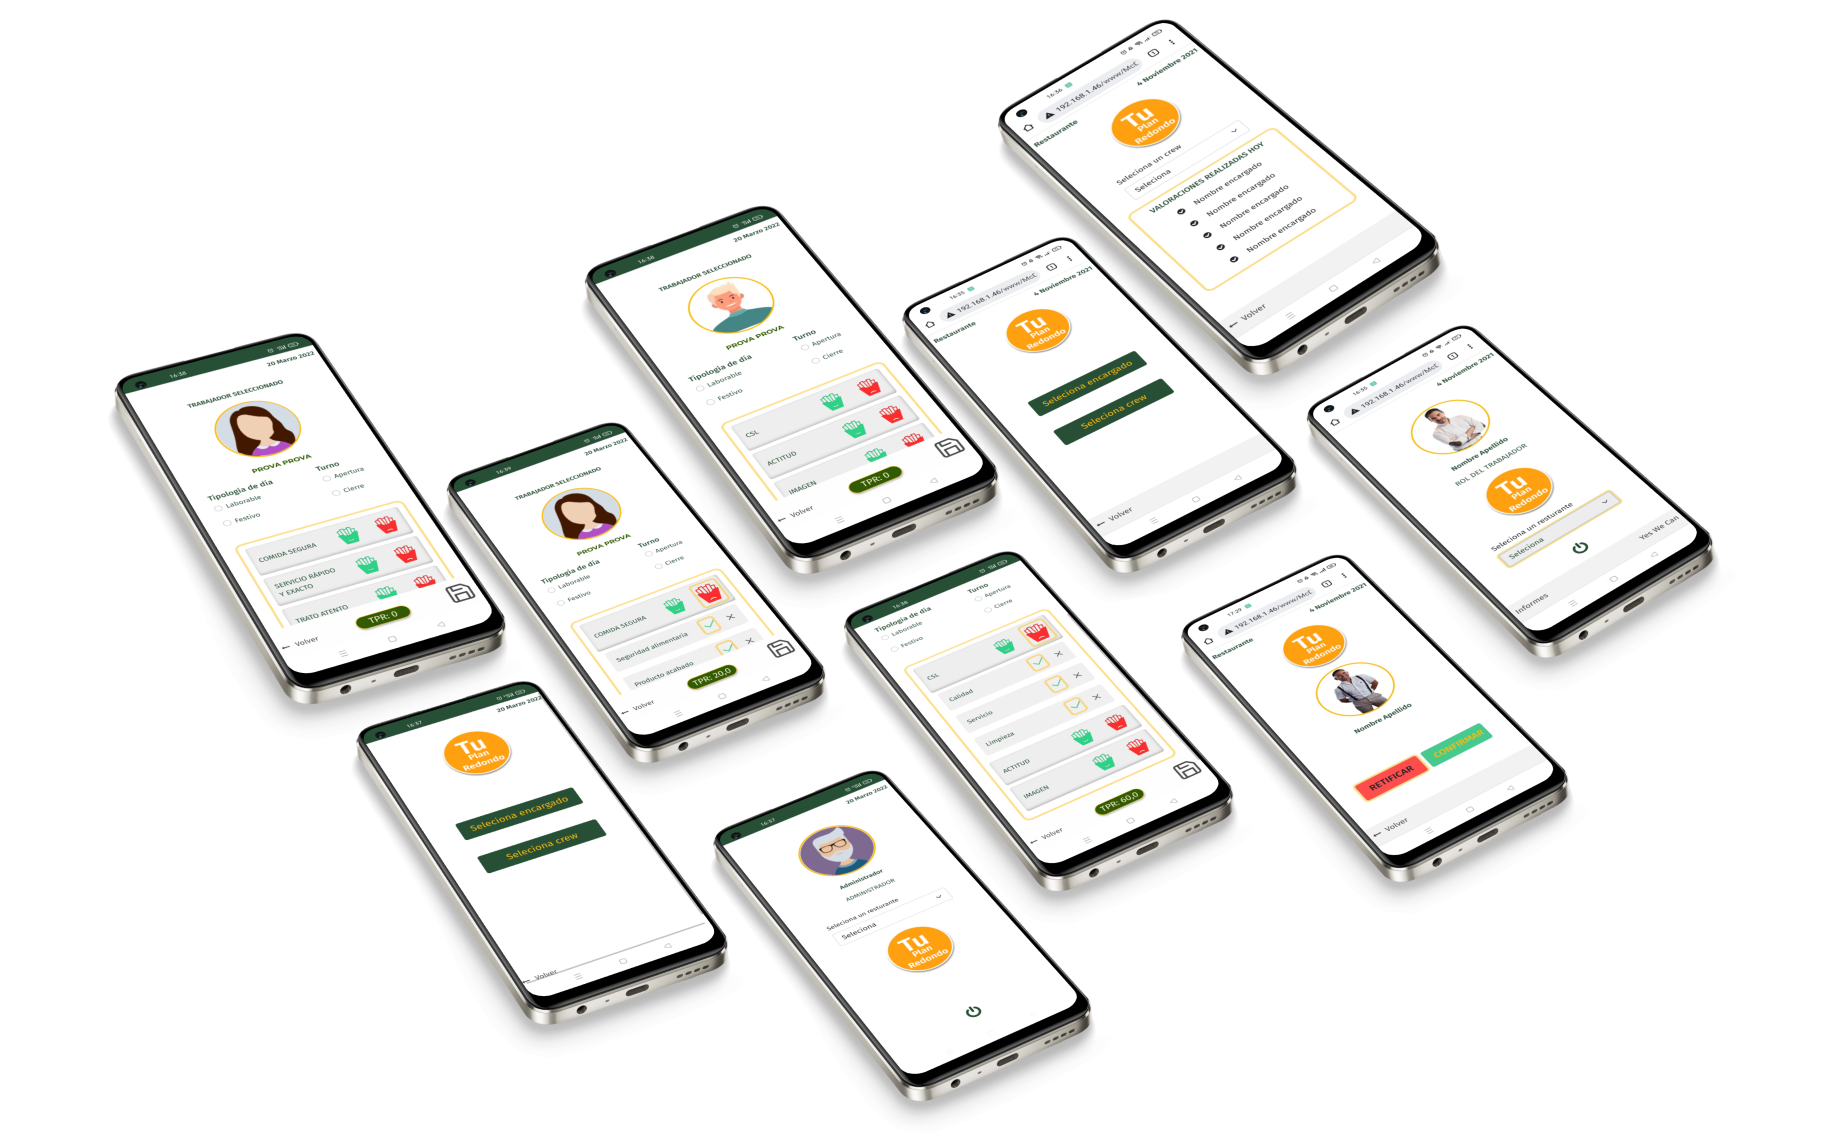 16:36
192.168.1.46/www/McD
Restaurante
4 Noviembre 2021
Tu
Plan
Redondo
Seleciona un crew
Seleciona
VALORACIONES REALIZADAS HOY
Nombre encargado
Nombre encargado
Nombre encargado
Nombre encargado
Nombre encargado
← Volver
16:38
20 Marzo 2022
TRABAJADOR SELECCIONADO
PROVA PROVA
Tipologia de día
Laborable
Festivo
Turno
Apertura
Cierre
CSL
ACTITUD
IMAGEN
TPR: 0
← Volver
16:35
192.168.1.46/www/McD
Restaurante
4 Noviembre 2021
Tu
Plan
Redondo
Seleciona encargado
Seleciona crew
← Volver
16:38
20 Marzo 2022
TRABAJADOR SELECCIONADO
PROVA PROVA
Tipologia de día
Laborable
Festivo
Turno
Apertura
Cierre
COMIDA SEGURA
SERVICIO RÁPIDO
Y EXACTO
TRATO ATENTO
TPR: 0
← Volver
16:39
20 Marzo 2022
TRABAJADOR SELECCIONADO
PROVA PROVA
Tipologia de día
Laborable
Festivo
Turno
Apertura
Cierre
COMIDA SEGURA
Seguridad alimentaria
Producto acabado
TPR: 20,0
← Volver
192.168.1.46/www/McD
4 Noviembre 2021
Nombre Apellido
ROL DEL TRABAJADOR
Tu
Plan
Redondo
Seleciona un resturante
Seleciona
Informes
Yes We Can
16:38
Tipologia de día
Laborable
Festivo
Turno
Apertura
Cierre
CSL
Calidad
Servicio
Limpieza
ACTITUD
IMAGEN
TPR: 60,0
← Volver
17:29
192.168.1.46/www/McD
Restaurante
4 Noviembre 2021
Tu
Plan
Redondo
Nombre Apellido
RETIFICAR
CONFIRMAR
← Volver
16:37
20 Marzo 2022
Tu
Plan
Redondo
Seleciona encargado
Seleciona crew
← Volver
16:37
20 Marzo 2022
Administrador
ADMINISTRADOR
Seleciona un resturante
Seleciona
Tu
Plan
Redondo